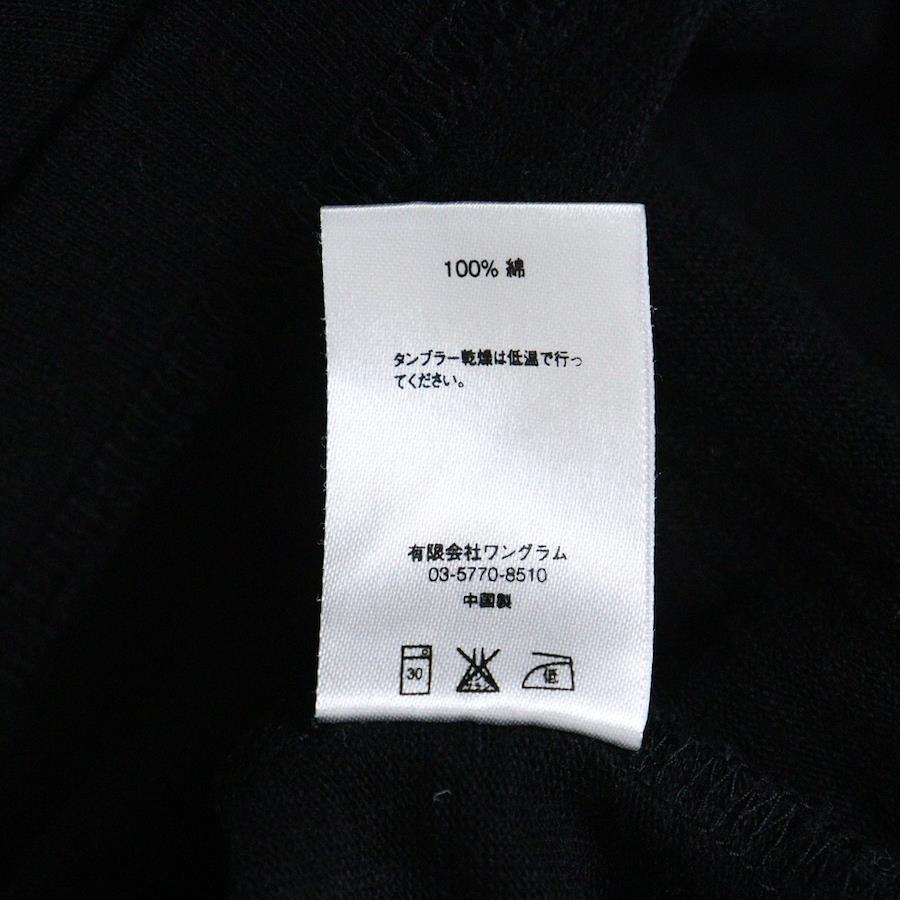 100% 綿
タンブラー乾燥は低温で行っ
てください。
有限会社ワングラム
03-5770-8510
中国製
30
低